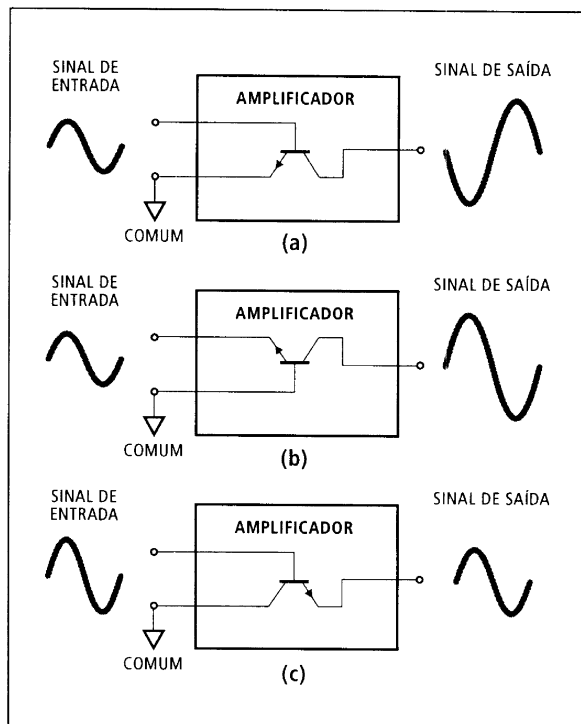 SINAL DE
ENTRADA
AMPLIFICADOR
SINAL DE SAÍDA
COMUM
(a)
SINAL DE
ENTRADA
AMPLIFICADOR
SINAL DE SAÍDA
COMUM
(b)
SINAL DE
ENTRADA
AMPLIFICADOR
SINAL DE SAÍDA
COMUM
(c)